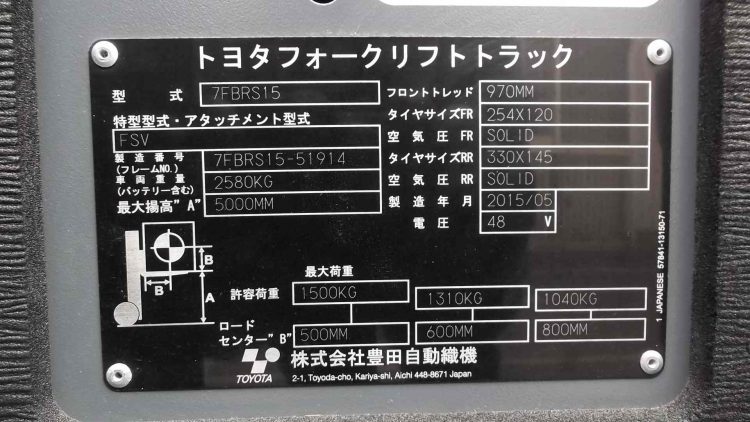 トヨタフォークリフトトラック
型式 7FBRS15
特型型式・アタッチメント型式
FSV
製造番号 (フレームNO.) 7FBRS15-51914
車両重量 (バッテリー含む) 2580KG
最大揚高"A" 5000MM
フロントトレッド 970MM
タイヤサイズFR 254X120
空気圧FR SOLID
タイヤサイズRR 330X145
空気圧RR SOLID
製造年月 2015/05
電圧 48 V
B
B
A
最大荷重
許容荷重 1500KG 1310KG 1040KG
ロードセンター"B" 500MM 600MM 800MM
TOYOTA
株式会社豊田自動織機
2-1, Toyoda-cho, Kariya-shi, Aichi 448-8671 Japan
1 JAPANESE 57841-13150-71